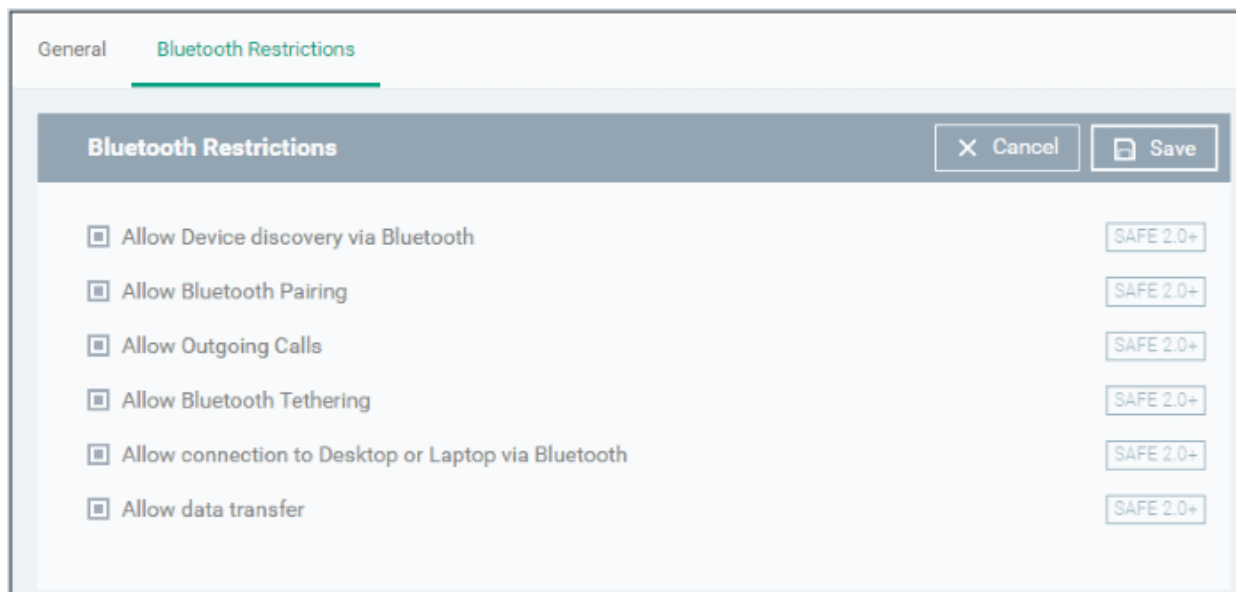 General Bluetooth Restrictions
Bluetooth Restrictions Cancel Save
Allow Device discovery via Bluetooth SAFE 2.0+
Allow Bluetooth Pairing SAFE 2.0+
Allow Outgoing Calls SAFE 2.0+
Allow Bluetooth Tethering SAFE 2.0+
Allow connection to Desktop or Laptop via Bluetooth SAFE 2.0+
Allow data transfer SAFE 2.0+